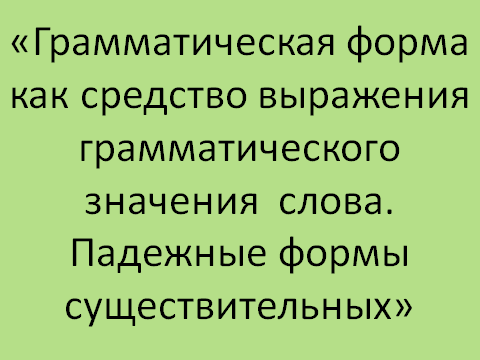 «Грамматическая форма
как средство выражения
грамматического
значения  слова.
Падежные формы
существительных»